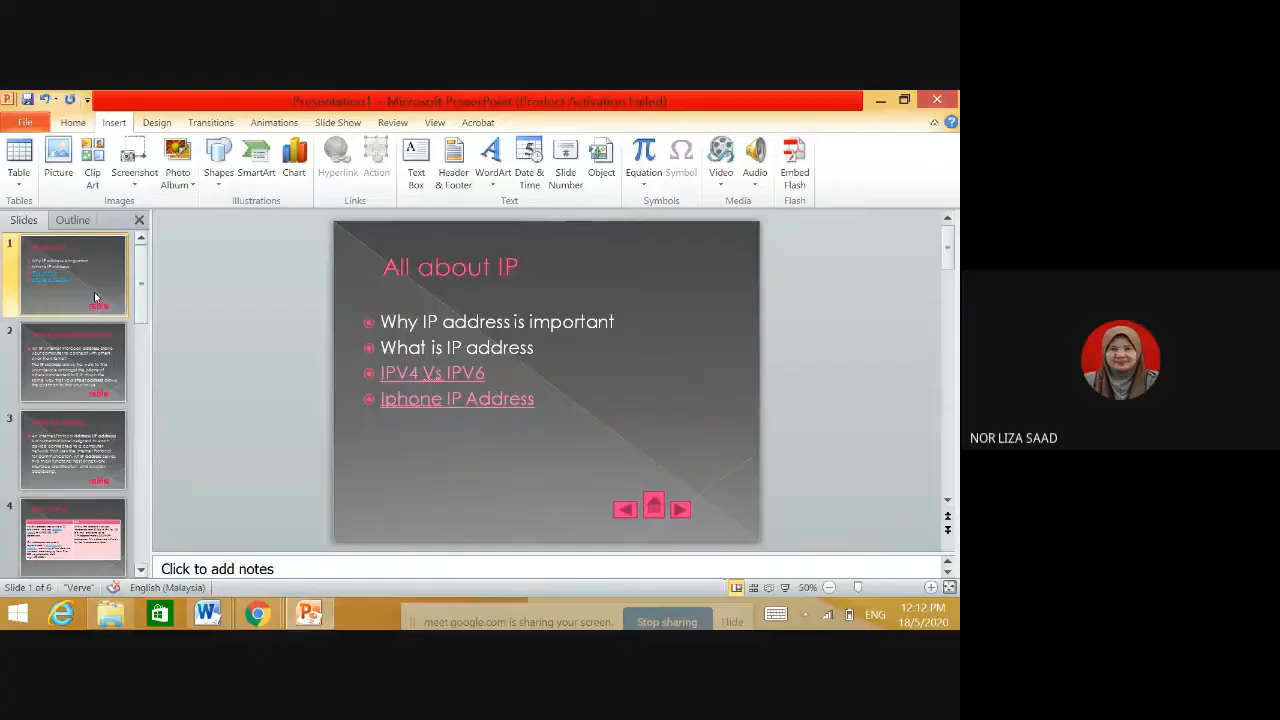 Presentation1 - Microsoft PowerPoint (Product Activation Failed)
File Home Insert Design Transitions Animations Slide Show Review View Acrobat
Table Picture Clip Art Screenshot Photo Album Shapes SmartArt Chart Hyperlink Action Text Box Header & Footer WordArt Date & Time Slide Number Object Equation Symbol Video Audio Embed Flash
Tables Images Illustrations Links Text Symbols Media Flash
Slides Outline
1
2
3
4
All about IP
Why IP address is important
What is IP address
IPV4 Vs IPV6
Iphone IP Address
NOR LIZA SAAD
Click to add notes
Slide 1 of 6 "Verve" English (Malaysia) 50%
meet.google.com is sharing your screen. Stop sharing Hide
ENG 12:12 PM
18/5/2020